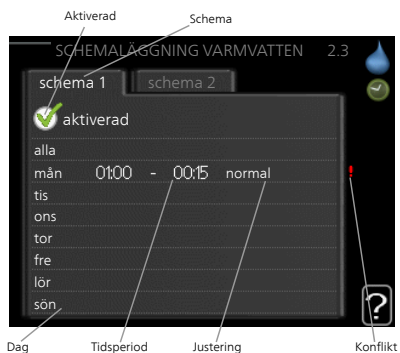 Aktiverad
Schema
SCHEMALÄGGNING VARMVATTEN 2.3
schema 1 schema 2
aktiverad
alla
mån 01:00 - 00:15 normal !
tis
ons
tor
fre
lör
sön
?
Dag Tidsperiod Justering Konflikt